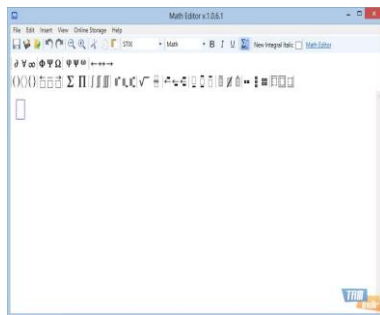 Math Editor v.1.0.6.1
File Edit Insert View Online Storage Help
STIX Math B I U Σ New Integral Italic Math Editor
∂ ∀ ∞ Φ Ψ Ω φ Ψ ω ← ↔ →
Σ Π ∫ ∬ ∭ √